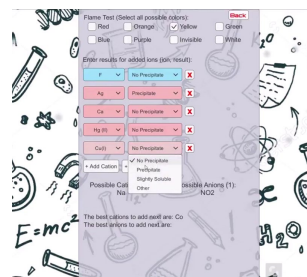 Flame Test (Select all possible colors): Back
Red Orange Yellow Green
Blue Purple Invisible White
Enter results for added ions (ion, result):
F No Precipitate X
Ag Precipitate X
Ca No Precipitate X
Hg (II) No Precipitate X
Co(I) No Precipitate X
+ Add Cation +
✓ No Precipitate
Precipitate
Slightly Soluble
Other
Possible Cat ssible Anions (1):
Na NO2
The best cations to add next are: Co
The best anions to add next are:
E=mc²